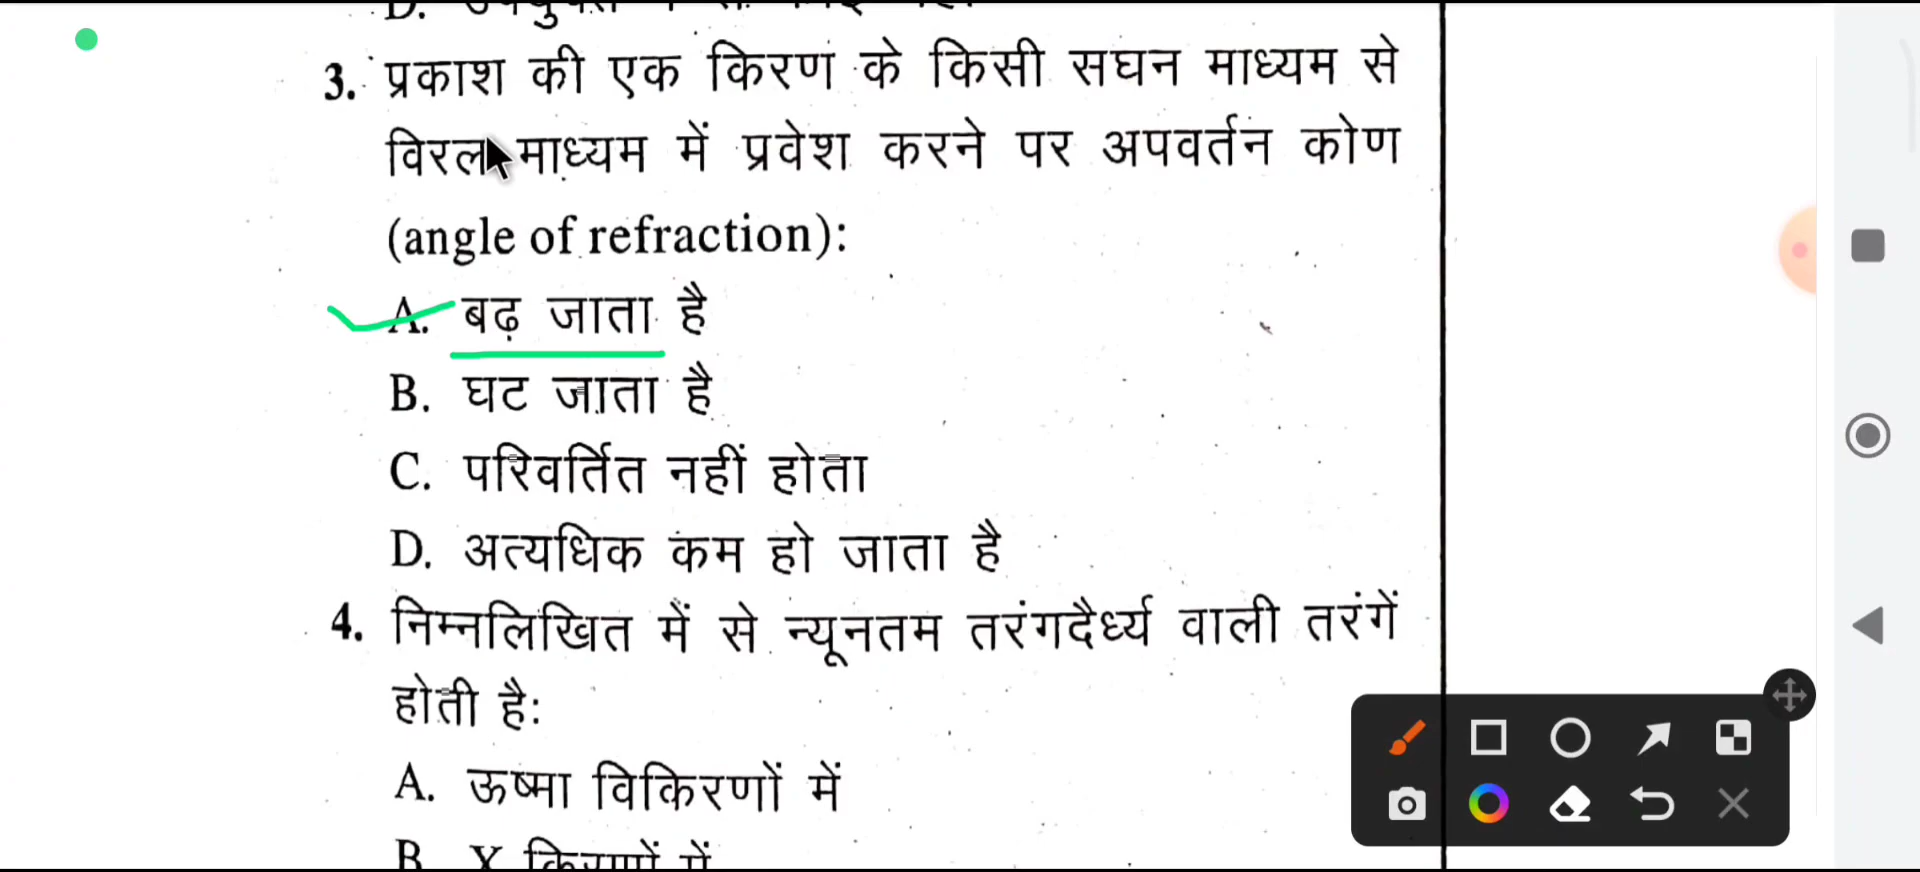 D.
3. प्रकाश की एक किरण के किसी सघन माध्यम से
विरल माध्यम में प्रवेश करने पर अपवर्तन कोण
(angle of refraction):
A. बढ़ जाता है
B. घट जाता है
C. परिवर्तित नहीं होता
D. अत्यधिक कम हो जाता है
4. निम्नलिखित में से न्यूनतम तरंगदैर्ध्य वाली तरंगें
होती है:
A. ऊष्मा विकिरणों में
B. X किरणों में